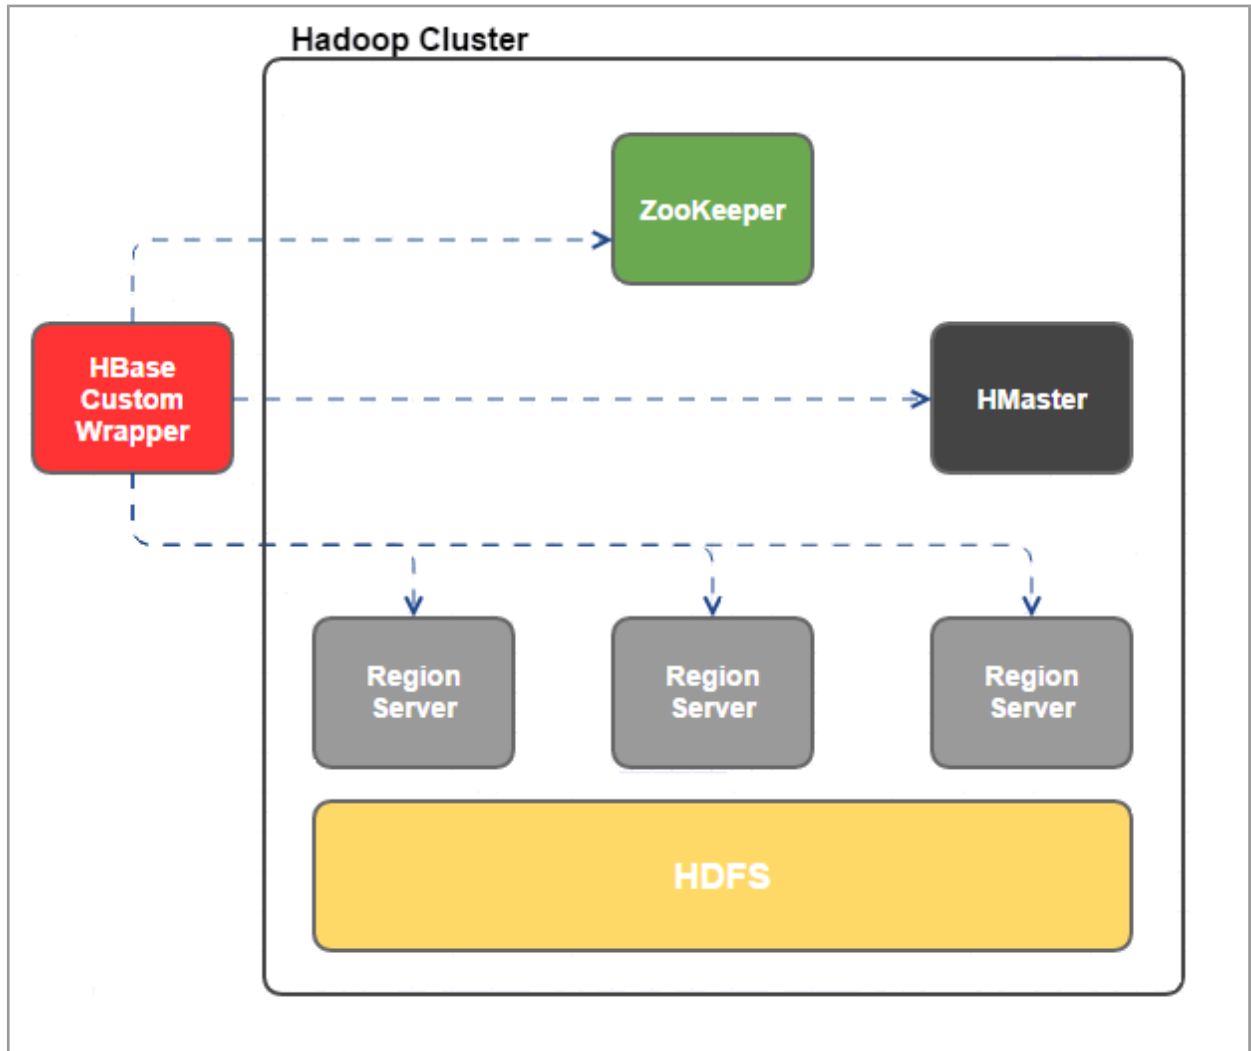 Hadoop Cluster
ZooKeeper
HBase
Custom
Wrapper
HMaster
Region
Server
Region
Server
Region
Server
HDFS